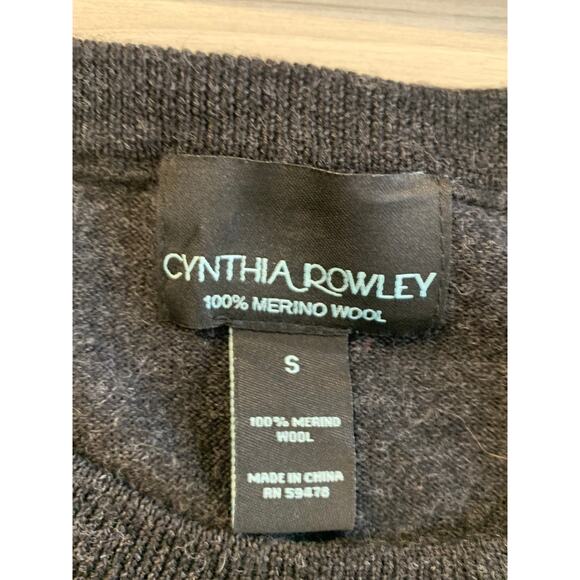 CYNTHIA ROWLEY
100% MERINO WOOL
S
100% MERINO
WOOL
MADE IN CHINA
RN 59478